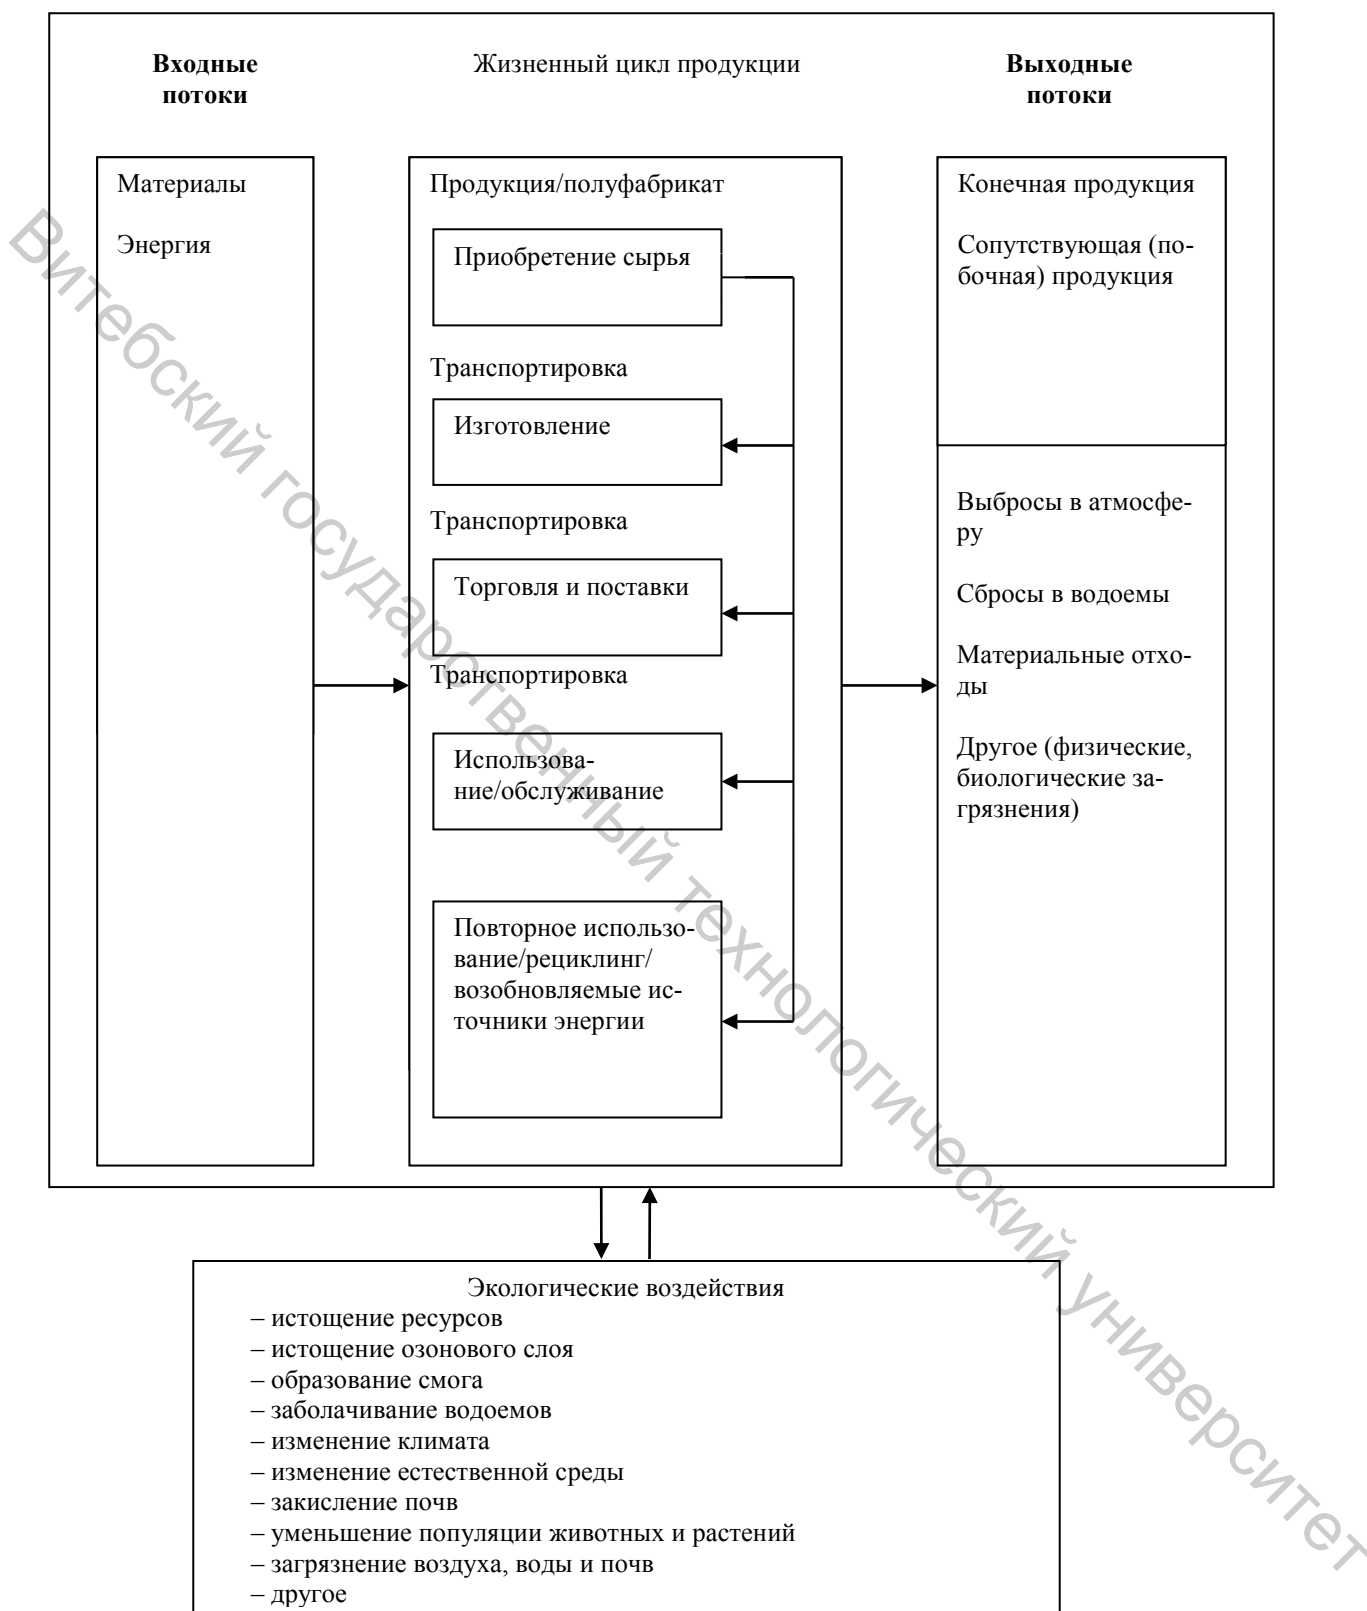 Входные
потоки
Жизненный цикл продукции
Выходные
потоки
Материалы
Энергия
Продукция/полуфабрикат
Приобретение сырья
Транспортировка
Изготовление
Транспортировка
Торговля и поставки
Транспортировка
Использова-
ние/обслуживание
Повторное использо-
вание/рециклинг/
возобновляемые ис-
точники энергии
Конечная продукция
Сопутствующая (по-
бочная) продукция
Выбросы в атмосфе-
ру
Сбросы в водоемы
Материальные отхо-
ды
Другое (физические,
биологические за-
грязнения)
Экологические воздействия
– истощение ресурсов
– истощение озонового слоя
– образование смога
– заболачивание водоемов
– изменение климата
– изменение естественной среды
– закисление почв
– уменьшение популяции животных и растений
– загрязнение воздуха, воды и почв
– другое
Витебский государственный технологический университет